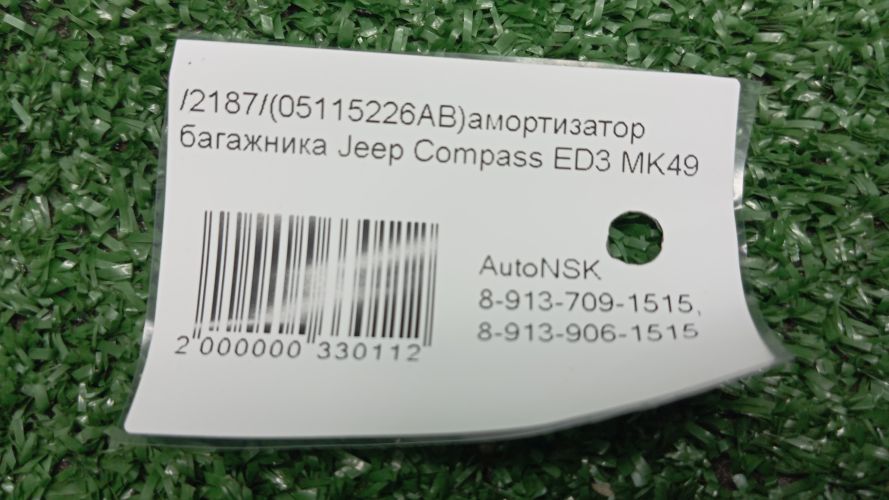 /2187/(05115226AB)амортизатор
багажника Jeep Compass ED3 MK49
AutoNSK
8-913-709-1515,
8-913-906-1515
2 000000 330112